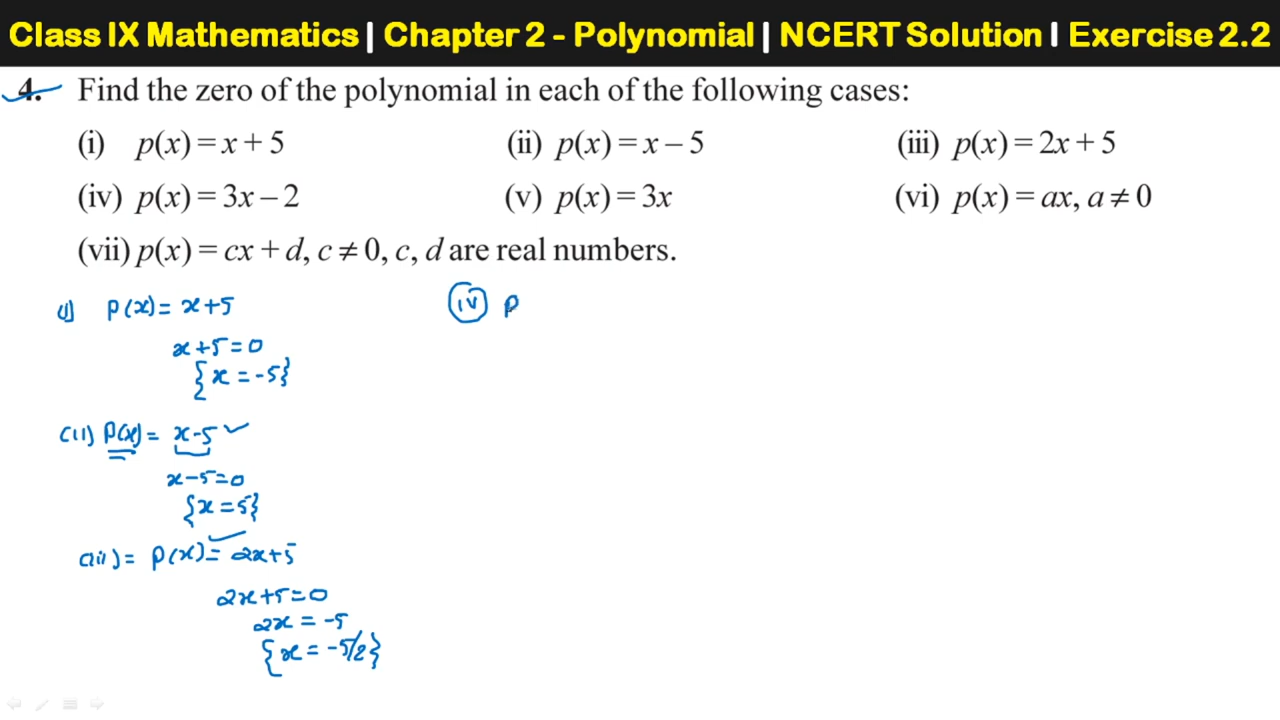 Class IX Mathematics | Chapter 2 - Polynomial | NCERT Solution | Exercise 2.2
4. Find the zero of the polynomial in each of the following cases:
(i) p(x) = x + 5 (ii) p(x) = x – 5 (iii) p(x) = 2x + 5
(iv) p(x) = 3x – 2 (v) p(x) = 3x (vi) p(x) = ax, a ≠ 0
(vii) p(x) = cx + d, c ≠ 0, c, d are real numbers.
(i) P(x) = x+5
x+5=0
{x = -5}
(ii) P(x) = x-5
x-5=0
{x = 5}
(iii) = P(x) = 2x+5
2x+5=0
2x = -5
{x = -5/2}
(iv) P